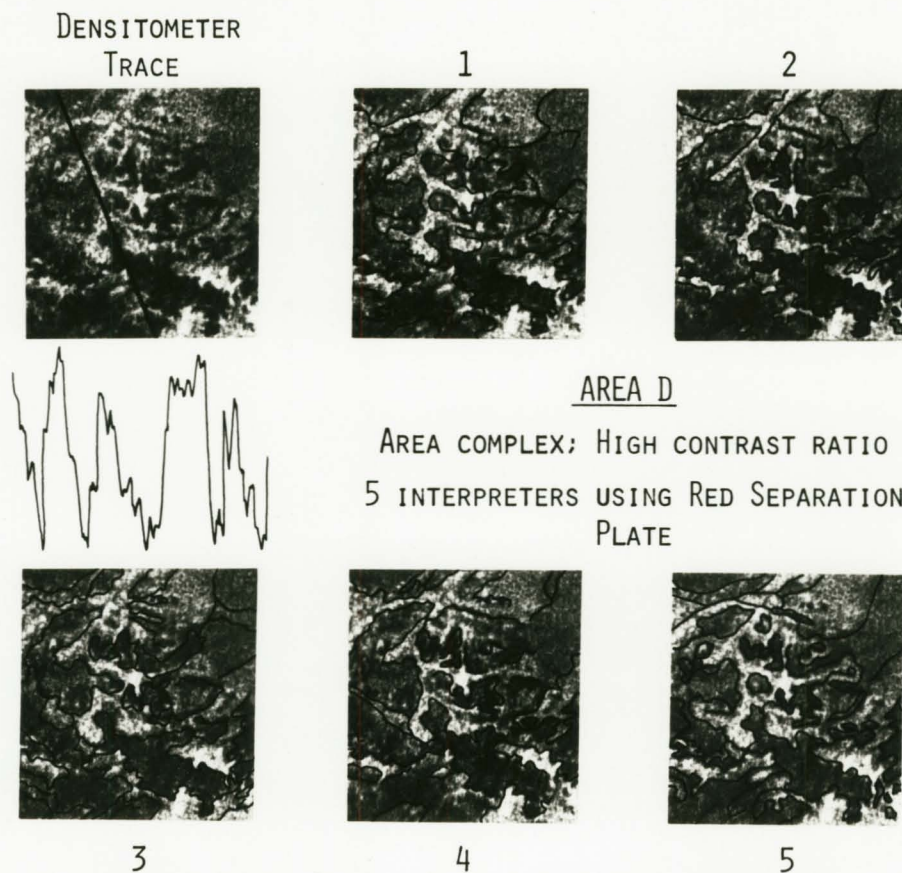 DENSITOMETER
TRACE
1
2
AREA D
AREA COMPLEX; HIGH CONTRAST RATIO
5 INTERPRETERS USING RED SEPARATION
PLATE
3
4
5